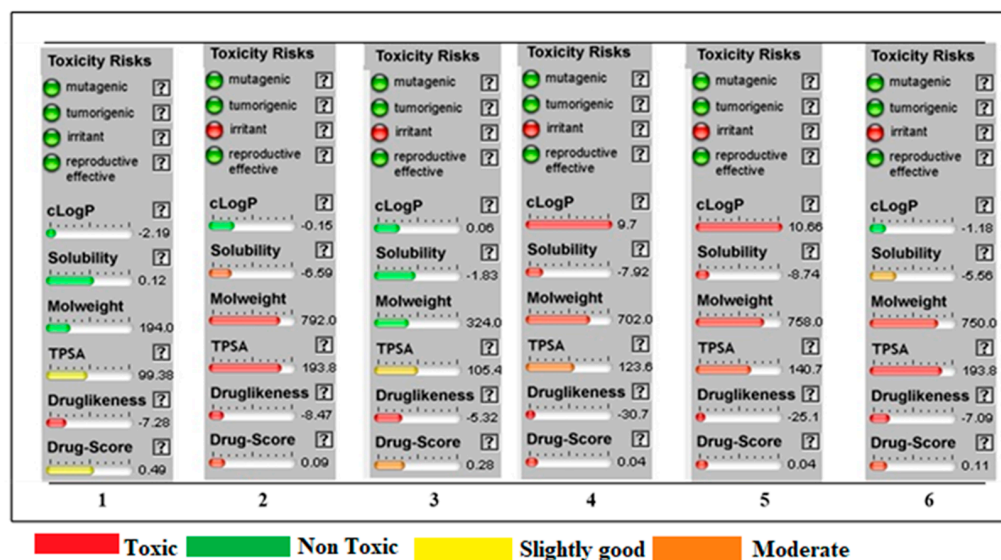 Toxicity Risks
mutagenic ?
tumorigenic ?
irritant ?
reproductive ?
effective
cLogP ?
-2.19
Solubility ?
0.12
Molweight ?
194.0
TPSA ?
99.38
Druglikeness ?
-7.28
Drug-Score ?
0.49
1
Toxicity Risks
mutagenic ?
tumorigenic ?
irritant ?
reproductive ?
effective
cLogP ?
-0.15
Solubility ?
-6.59
Molweight ?
792.0
TPSA ?
193.8
Druglikeness ?
-8.47
Drug-Score ?
0.09
2
Toxicity Risks
mutagenic ?
tumorigenic ?
irritant ?
reproductive ?
effective
cLogP ?
0.06
Solubility ?
-1.83
Molweight ?
324.0
TPSA ?
105.4
Druglikeness ?
-5.32
Drug-Score ?
0.28
3
Toxicity Risks
mutagenic ?
tumorigenic ?
irritant ?
reproductive ?
effective
cLogP ?
9.7
Solubility ?
-7.92
Molweight ?
702.0
TPSA ?
123.6
Druglikeness ?
-30.7
Drug-Score ?
0.04
4
Toxicity Risks
mutagenic ?
tumorigenic ?
irritant ?
reproductive ?
effective
cLogP ?
10.66
Solubility ?
-8.74
Molweight ?
758.0
TPSA ?
140.7
Druglikeness ?
-25.1
Drug-Score ?
0.04
5
Toxicity Risks
mutagenic ?
tumorigenic ?
irritant ?
reproductive ?
effective
cLogP ?
-1.18
Solubility ?
-5.56
Molweight ?
750.0
TPSA ?
193.8
Druglikeness ?
-7.09
Drug-Score ?
0.11
6
Toxic Non Toxic Slightly good Moderate